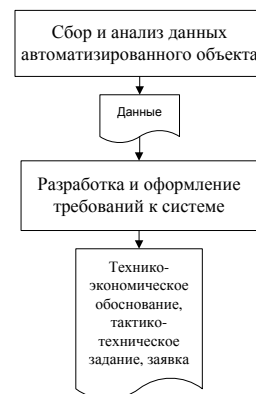 Сбор и анализ данных
автоматизированного объекта
Данные
Разработка и оформление
требований к системе
Технико-
экономическое
обоснование,
тактико-
техническое
задание, заявка